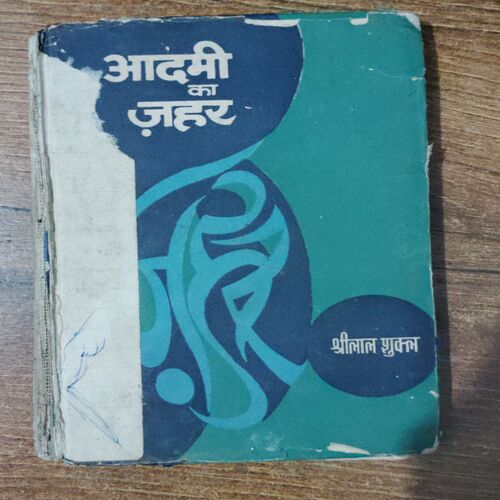 आदमी
का
ज़हर
श्रीलाल शुक्ल